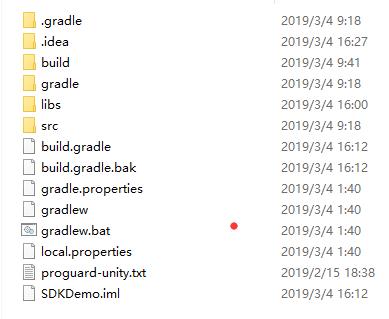 .gradle 2019/3/4 9:18
.idea 2019/3/4 16:27
build 2019/3/4 9:41
gradle 2019/3/4 9:18
libs 2019/3/4 16:00
src 2019/3/4 9:18
build.gradle 2019/3/4 16:12
build.gradle.bak 2019/3/4 16:12
gradle.properties 2019/3/4 1:40
gradlew 2019/3/4 1:40
gradlew.bat 2019/3/4 1:40
local.properties 2019/3/4 1:40
proguard-unity.txt 2019/2/15 18:38
SDKDemo.iml 2019/3/4 16:12